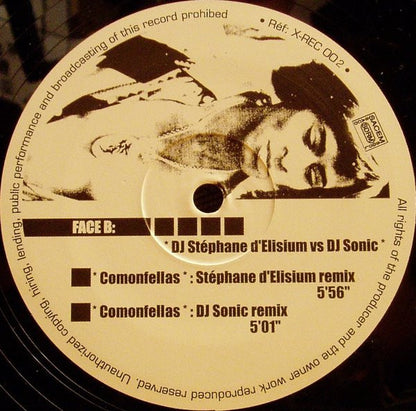 • Réf: X-REC 002 •
SACEM
FACE B:
* DJ Stéphane d'Elisium vs DJ Sonic *
* Comonfellas * : Stéphane d'Elisium remix
5'56"
* Comonfellas * : DJ Sonic remix
5'01"
All rights of the producer and the owner work reproduced reserved. Unauthorized copying, hiring, lending, public performance and broadcasting of this record prohibed